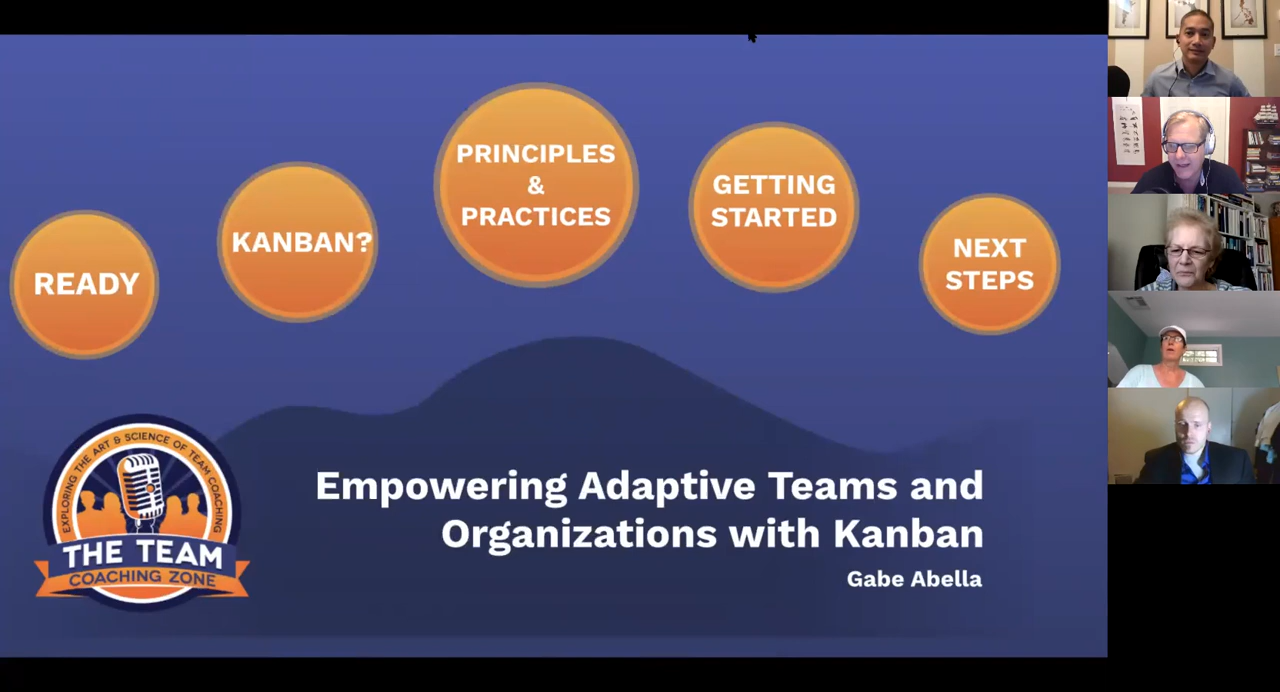 READY
KANBAN?
PRINCIPLES
&
PRACTICES
GETTING
STARTED
NEXT
STEPS
EXPLORING THE ART & SCIENCE OF TEAM COACHING
THE TEAM
COACHING ZONE
Empowering Adaptive Teams and
Organizations with Kanban
Gabe Abella